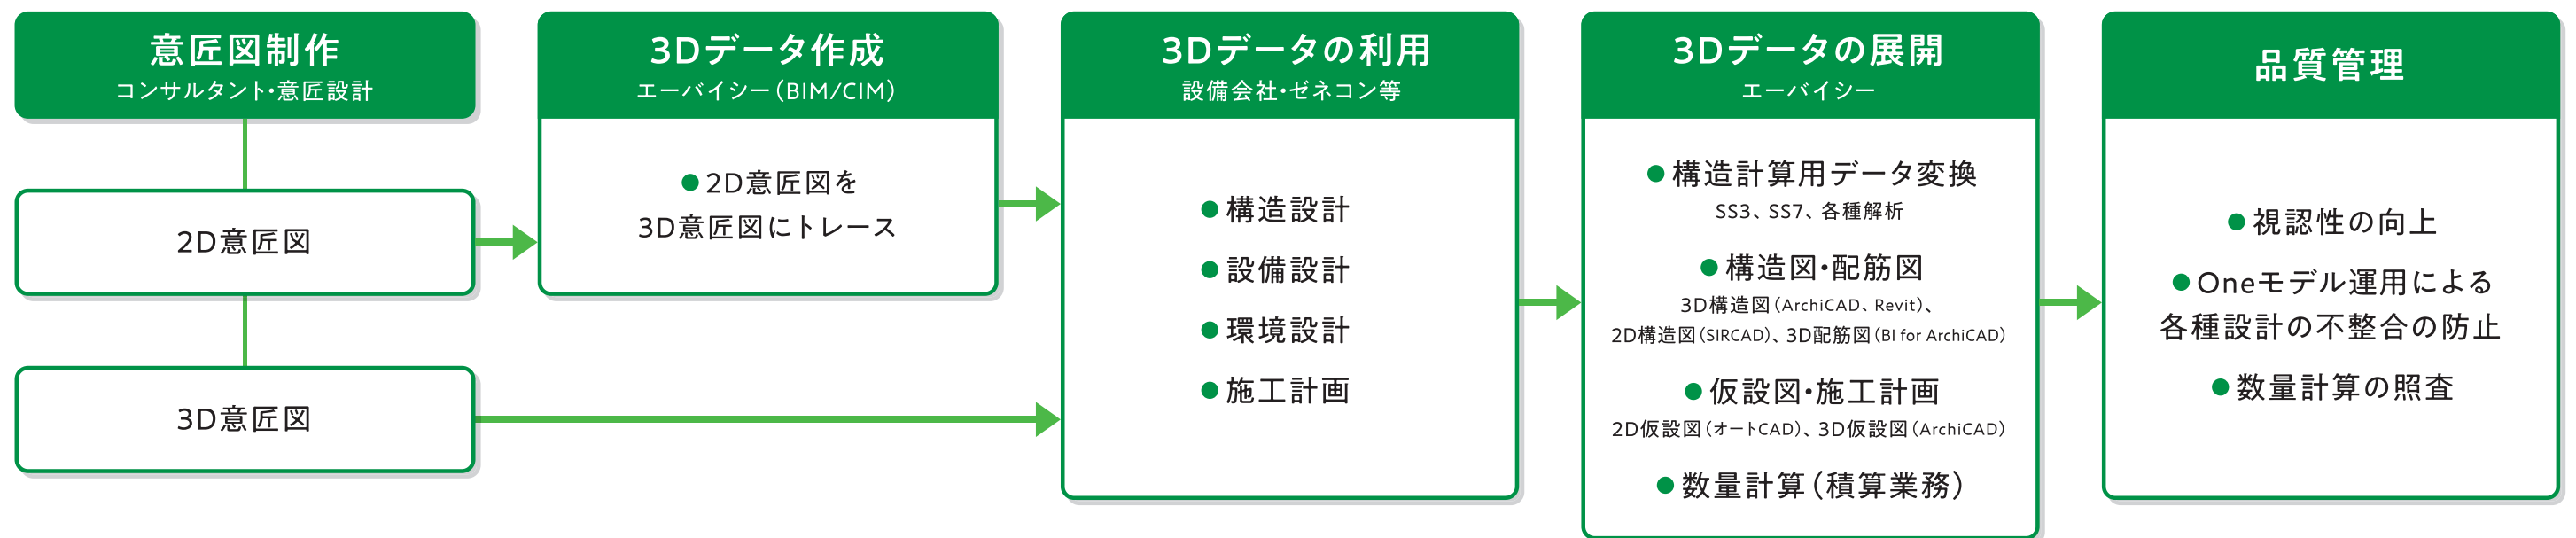 意匠図制作
コンサルタント・意匠設計
2D意匠図
3D意匠図
3Dデータ作成
エーバイシー（BIM/CIM）
●2D意匠図を
3D意匠図にトレース
3Dデータの利用
設備会社・ゼネコン等
●構造設計
●設備設計
●環境設計
●施工計画
3Dデータの展開
エーバイシー
●構造計算用データ変換
SS3、SS7、各種解析
●構造図・配筋図
3D構造図（ArchiCAD、Revit）、
2D構造図（SIRCAD）、3D配筋図（BI for ArchiCAD）
●仮設図・施工計画
2D仮設図（オートCAD）、3D仮設図（ArchiCAD）
●数量計算（積算業務）
品質管理
●視認性の向上
●Oneモデル運用による
各種設計の不整合の防止
●数量計算の照査